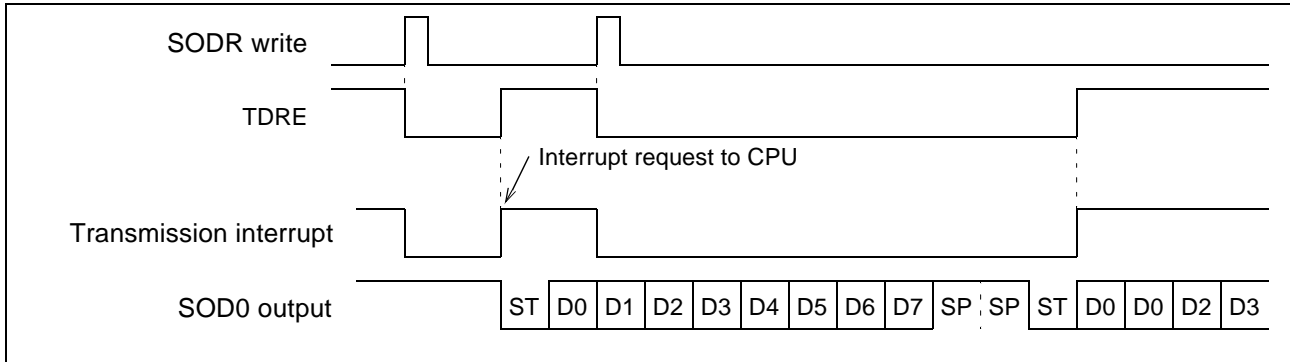 SODR write
TDRE
Interrupt request to CPU
Transmission interrupt
SOD0 output
ST D0 D1 D2 D3 D4 D5 D6 D7 SP SP ST D0 D0 D2 D3